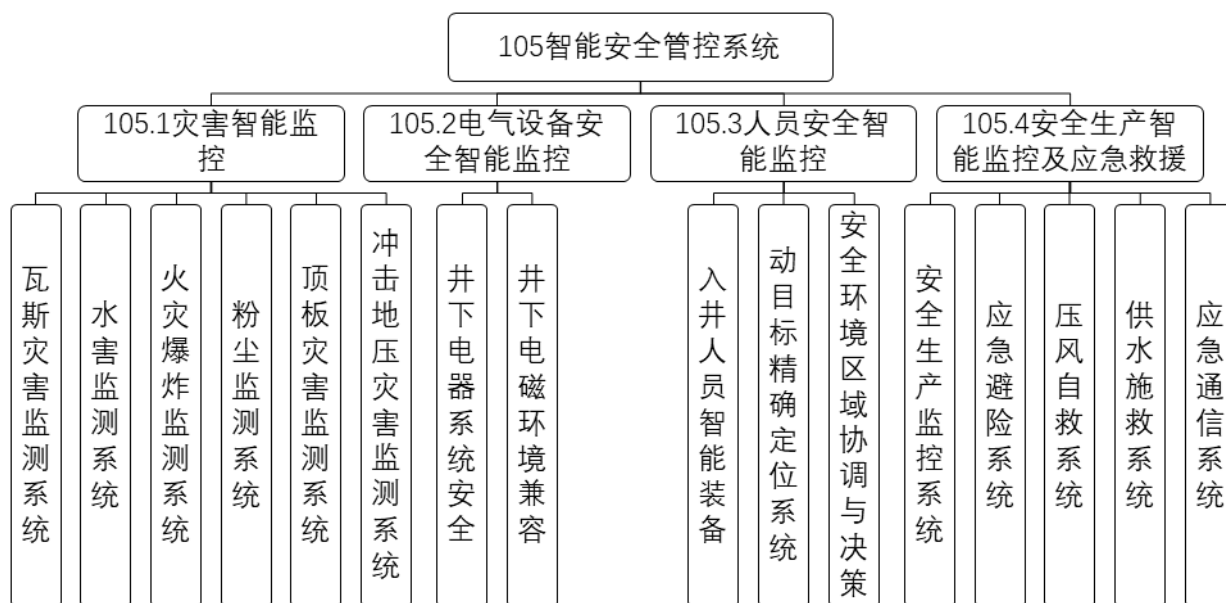 105智能安全管控系统
105.1灾害智能监
控
105.2电气设备安
全智能监控
105.3人员安全智
能监控
105.4安全生产智
能监控及应急救援
瓦斯灾害监测系统
水害监测系统
火灾爆炸监测系统
粉尘监测系统
顶板灾害监测系统
冲击地压灾害监测系统
井下电器系统安全
井下电磁环境兼容
入井人员智能装备
动目标精确定位系统
安全环境区域协调与决策
安全生产监控系统
应急避险系统
压风自救系统
供水施救系统
应急通信系统